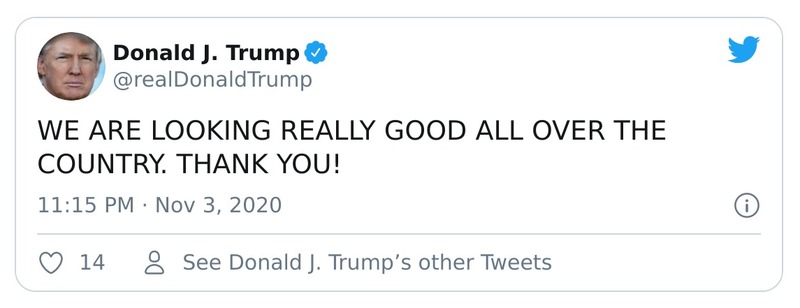 Donald J. Trump
@realDonaldTrump
WE ARE LOOKING REALLY GOOD ALL OVER THE
COUNTRY. THANK YOU!
11:15 PM · Nov 3, 2020
14 See Donald J. Trump’s other Tweets